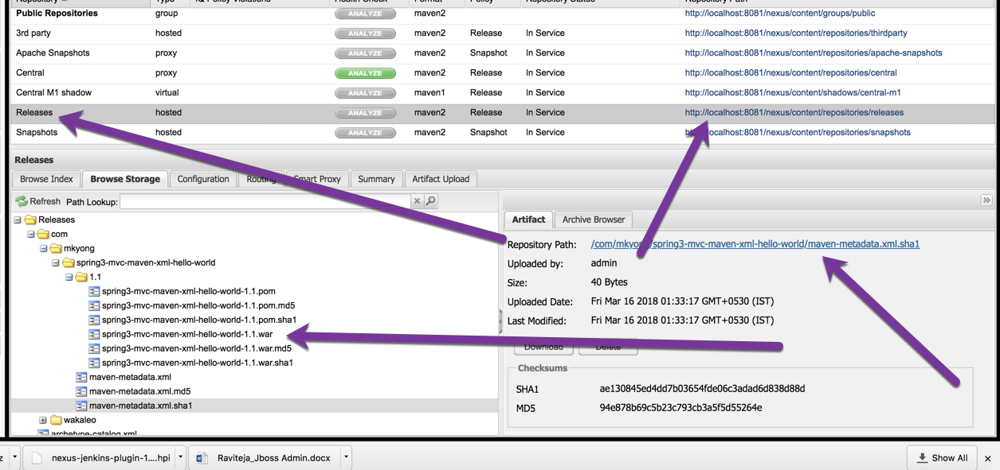 Repository Type IQ Policy Violations Health Check Format Policy Repository Status Repository Path
Public Repositories group ANALYZE maven2 http://localhost:8081/nexus/content/groups/public
3rd party hosted ANALYZE maven2 Release In Service http://localhost:8081/nexus/content/repositories/thirdparty
Apache Snapshots proxy ANALYZE maven2 Snapshot In Service http://localhost:8081/nexus/content/repositories/apache-snapshots
Central proxy ANALYZE maven2 Release In Service http://localhost:8081/nexus/content/repositories/central
Central M1 shadow virtual ANALYZE maven1 Release In Service http://localhost:8081/nexus/content/shadows/central-m1
Releases hosted ANALYZE maven2 Release In Service http://localhost:8081/nexus/content/repositories/releases
Snapshots hosted ANALYZE maven2 Snapshot In Service http://localhost:8081/nexus/content/repositories/snapshots
Releases
Browse Index Browse Storage Configuration Routing Smart Proxy Summary Artifact Upload
Refresh Path Lookup:
Releases
com
mkyong
spring3-mvc-maven-xml-hello-world
1.1
spring3-mvc-maven-xml-hello-world-1.1.pom
spring3-mvc-maven-xml-hello-world-1.1.pom.md5
spring3-mvc-maven-xml-hello-world-1.1.pom.sha1
spring3-mvc-maven-xml-hello-world-1.1.war
spring3-mvc-maven-xml-hello-world-1.1.war.md5
spring3-mvc-maven-xml-hello-world-1.1.war.sha1
maven-metadata.xml
maven-metadata.xml.md5
maven-metadata.xml.sha1
wakaleo
archetype-catalog.xml
Artifact Archive Browser
Repository Path: /com/mkyong/spring3-mvc-maven-xml-hello-world/maven-metadata.xml.sha1
Uploaded by: admin
Size: 40 Bytes
Uploaded Date: Fri Mar 16 2018 01:33:17 GMT+0530 (IST)
Last Modified: Fri Mar 16 2018 01:33:17 GMT+0530 (IST)
Download Delete
Checksums
SHA1 ae130845ed4dd7b03654fde06c3adad6d838d88d
MD5 94e878b69c5b23c793cb3a5f5d55264e
z nexus-jenkins-plugin-1....hpi Raviteja_Jboss Admin.docx Show All